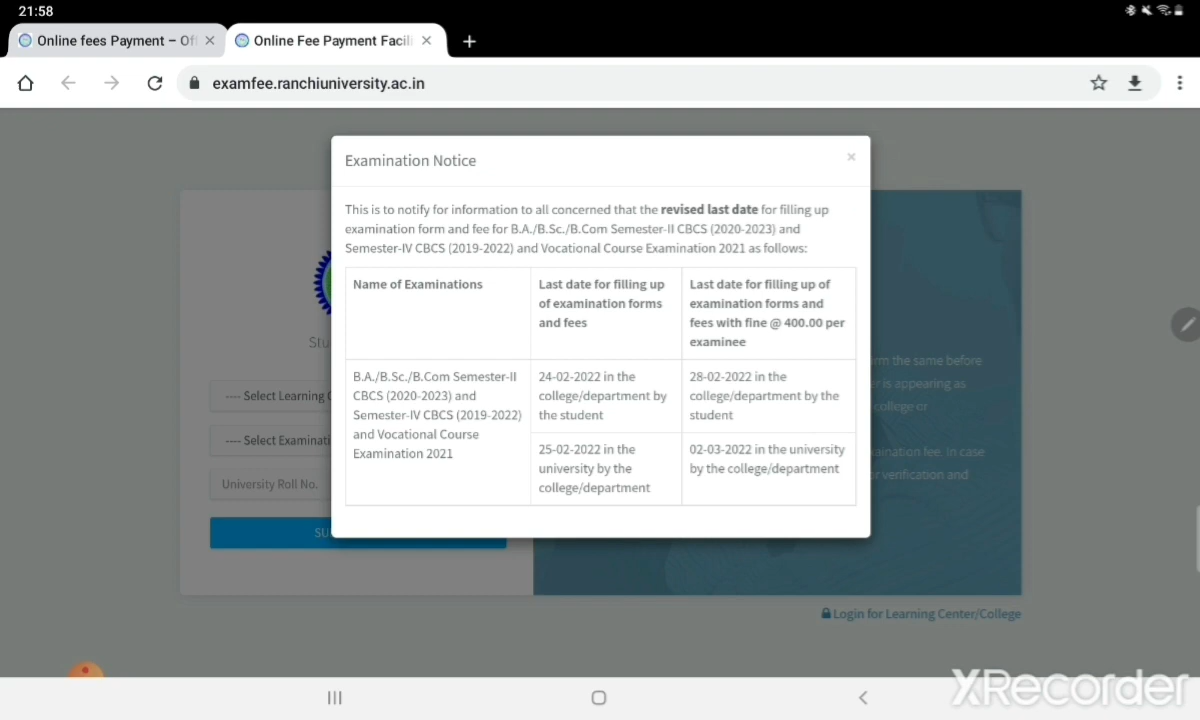 21:58
Online fees Payment – Of
Online Fee Payment Facil
examfee.ranchiuniversity.ac.in
Examination Notice
This is to notify for information to all concerned that the revised last date for filling up
examination form and fee for B.A./B.Sc./B.Com Semester-II CBCS (2020-2023) and
Semester-IV CBCS (2019-2022) and Vocational Course Examination 2021 as follows:
Name of Examinations
Last date for filling up
of examination forms
and fees
Last date for filling up of
examination forms and
fees with fine @ 400.00 per
examinee
B.A./B.Sc./B.Com Semester-II
CBCS (2020-2023) and
Semester-IV CBCS (2019-2022)
and Vocational Course
Examination 2021
24-02-2022 in the
college/department by
the student
28-02-2022 in the
college/department by the
student
25-02-2022 in the
university by the
college/department
02-03-2022 in the university
by the college/department
Stu
---- Select Learning
---- Select Examinati
University Roll No.
SU
rm the same before
er is appearing as
college or
amination fee. In case
or verification and
Login for Learning Center/College
XRecorder